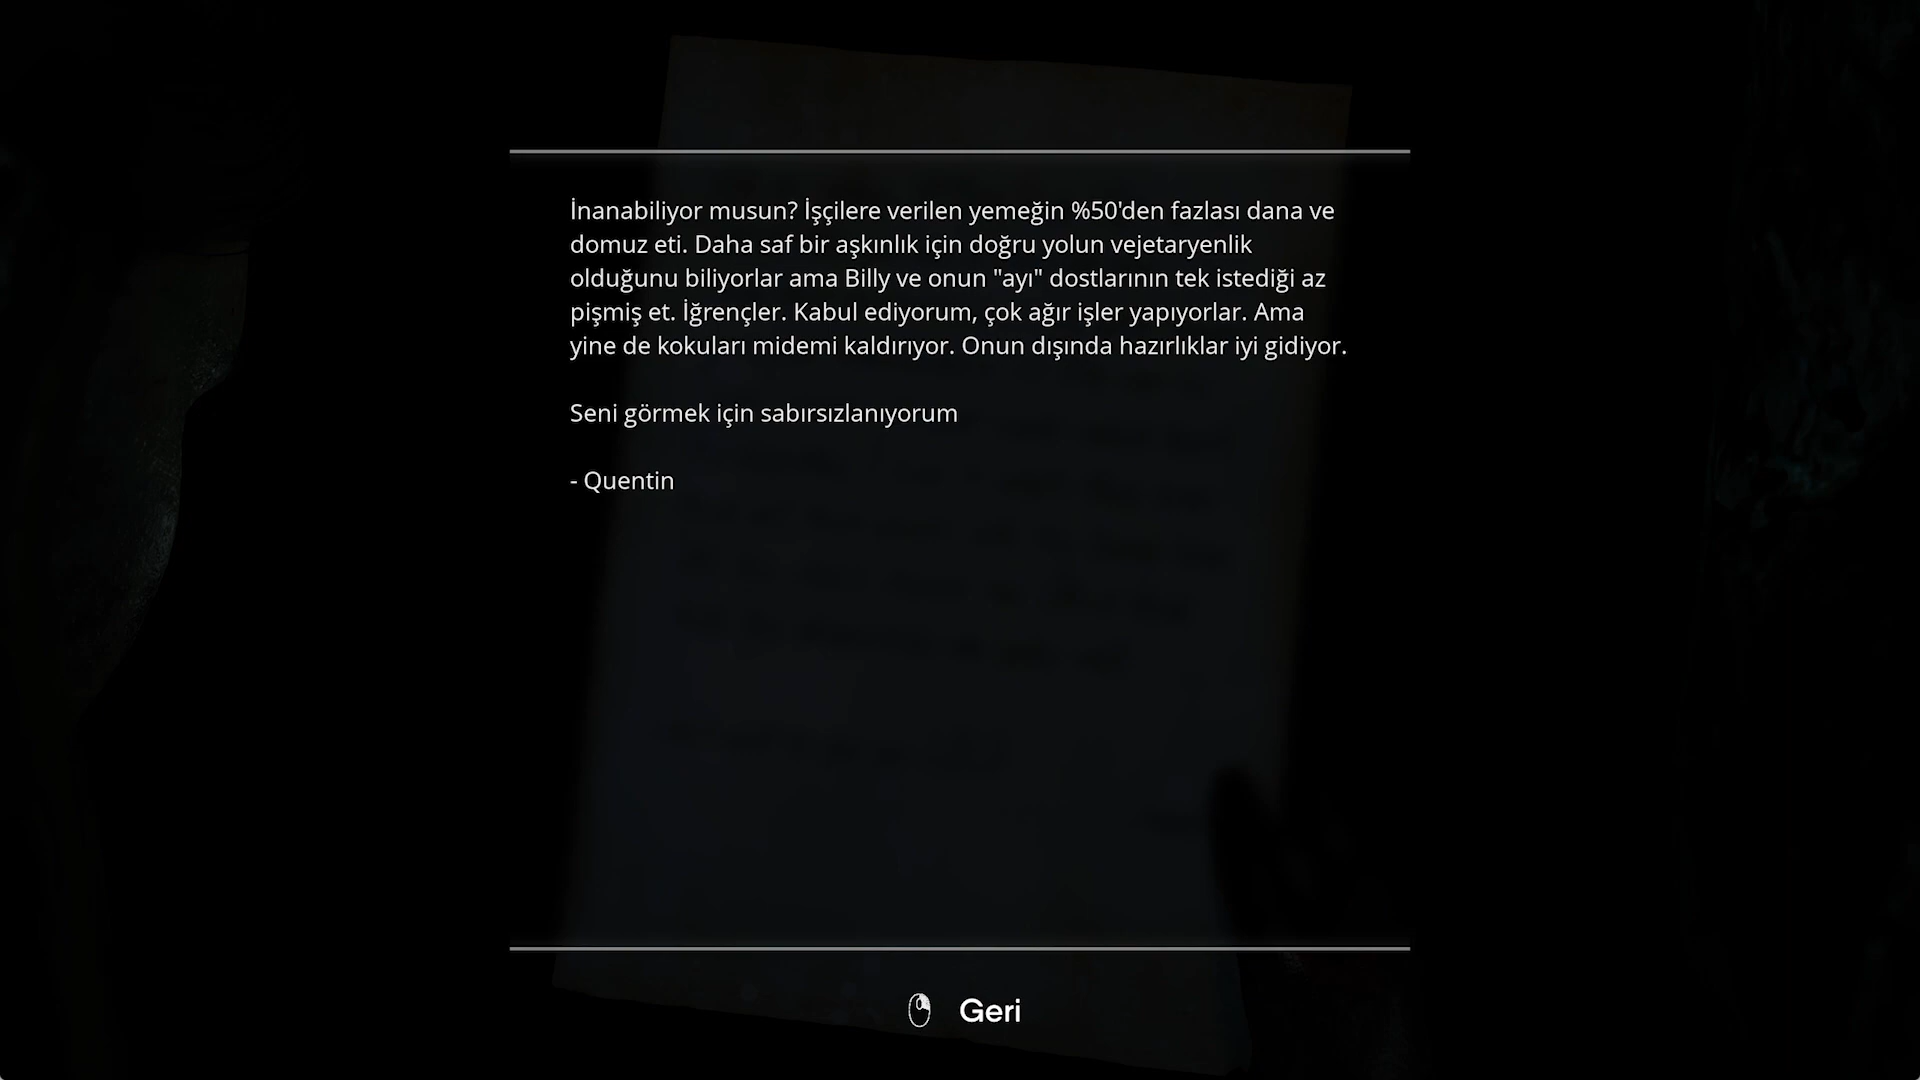 İnanabiliyor musun? İşçilere verilen yemeğin %50'den fazlası dana ve
domuz eti. Daha saf bir aşkınlık için doğru yolun vejetaryenlik
olduğunu biliyorlar ama Billy ve onun "ayı" dostlarının tek istediği az
pişmiş et. İğrençler. Kabul ediyorum, çok ağır işler yapıyorlar. Ama
yine de kokuları midemi kaldırıyor. Onun dışında hazırlıklar iyi gidiyor.
Seni görmek için sabırsızlanıyorum
- Quentin
Geri